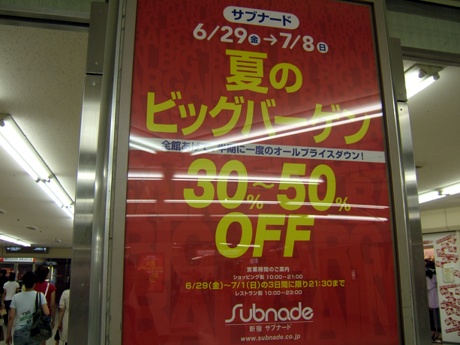 サブナード
6/29(金)→7/8(日)
夏の
ビッグバーゲン
全館あげて 半期に一度のオールプライスダウン!
30%~50%
OFF
営業時間のご案内
ショッピング街 10:00~21:00
6/29(金)~7/1(日)の3日間に限り21:30まで
レストラン街 10:00~23:00
Subnade
新宿 サブナード
www.subnade.co.jp